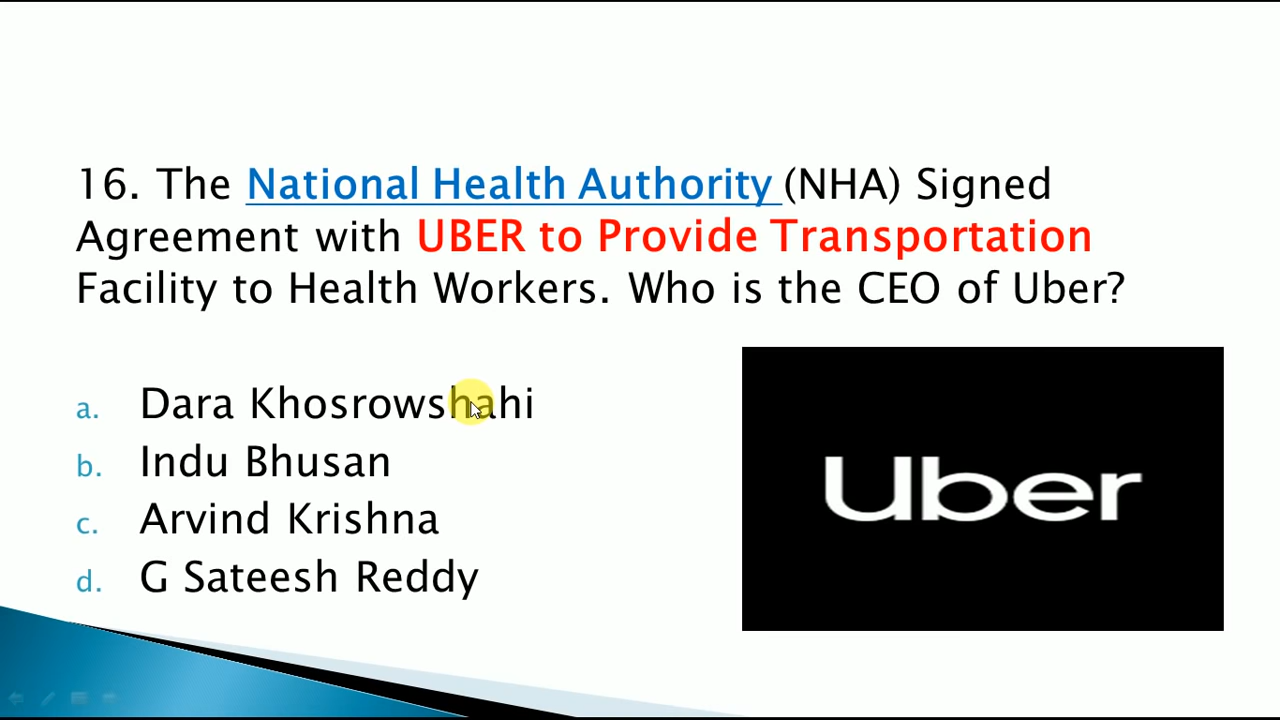 16. The National Health Authority (NHA) Signed
Agreement with UBER to Provide Transportation
Facility to Health Workers. Who is the CEO of Uber?
a. Dara Khosrowshahi
b. Indu Bhusan
c. Arvind Krishna
d. G Sateesh Reddy
Uber